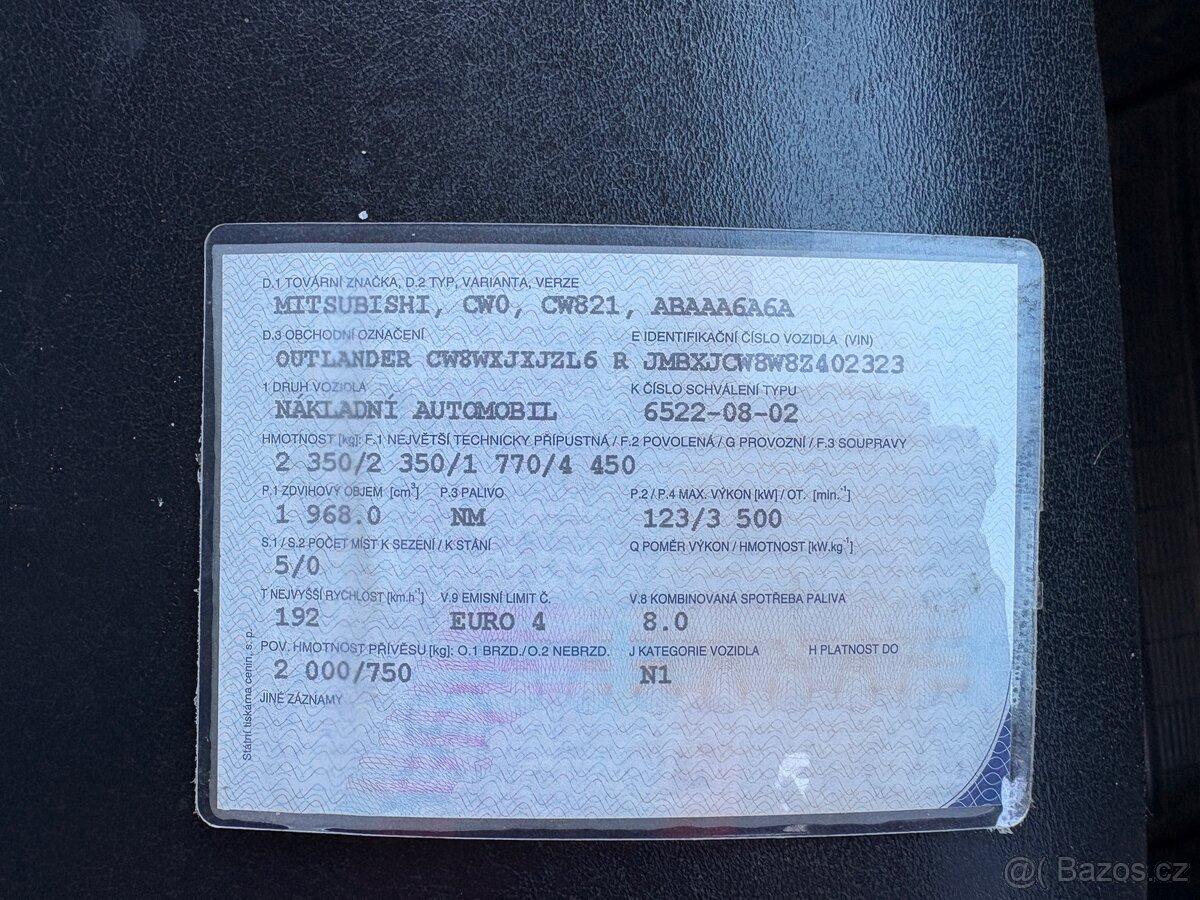 D.1 TOVÁRNÍ ZNAČKA, D.2 TYP, VARIANTA, VERZE
MITSUBISHI, CW0, CW821, ABAAA6A6A
D.3 OBCHODNÍ OZNAČENÍ E IDENTIFIKAČNÍ ČÍSLO VOZIDLA (VIN)
OUTLANDER CW8WXJXJZL6 R JMBXJCW8W8Z402323
1 DRUH VOZIDLA K ČÍSLO SCHVÁLENÍ TYPU
NÁKLADNÍ AUTOMOBIL 6522-08-02
HMOTNOST [kg]: F.1 NEJVĚTŠÍ TECHNICKY PŘÍPUSTNÁ / F.2 POVOLENÁ / G PROVOZNÍ / F.3 SOUPRAVY
2 350/2 350/1 770/4 450
P.1 ZDVIHOVÝ OBJEM [cm³] P.3 PALIVO P.2 / P.4 MAX. VÝKON [kW] / OT. [min.⁻¹]
1 968.0 NM 123/3 500
S.1 / S.2 POČET MÍST K SEZENÍ / K STÁNÍ Q POMĚR VÝKON / HMOTNOST [kW.kg⁻¹]
5/0
T NEJVYŠŠÍ RYCHLOST [km.h⁻¹] V.9 EMISNÍ LIMIT Č. V.8 KOMBINOVANÁ SPOTŘEBA PALIVA
192 EURO 4 8.0
POV. HMOTNOST PŘÍVĚSU [kg]: O.1 BRZD./O.2 NEBRZD. J KATEGORIE VOZIDLA H PLATNOST DO
2 000/750 N1
JINÉ ZÁZNAMY
Státní tiskárna cenin, s. p.
@( Bazos.cz